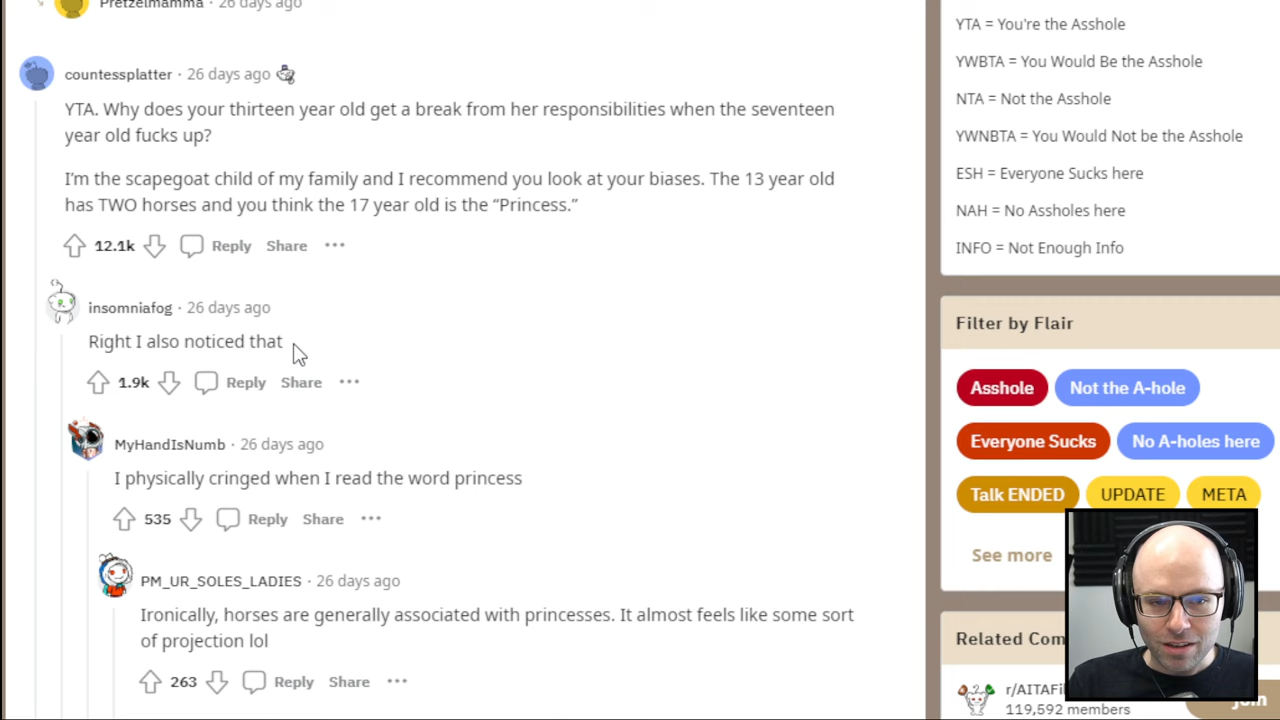 Pretzelmamma · 26 days ago
countessplatter · 26 days ago
YTA. Why does your thirteen year old get a break from her responsibilities when the seventeen
year old fucks up?
I'm the scapegoat child of my family and I recommend you look at your biases. The 13 year old
has TWO horses and you think the 17 year old is the “Princess.”
12.1k Reply Share ···
insomniafog · 26 days ago
Right I also noticed that
1.9k Reply Share ···
MyHandIsNumb · 26 days ago
I physically cringed when I read the word princess
535 Reply Share ···
PM_UR_SOLES_LADIES · 26 days ago
Ironically, horses are generally associated with princesses. It almost feels like some sort
of projection lol
263 Reply Share ···
YTA = You're the Asshole
YWBTA = You Would Be the Asshole
NTA = Not the Asshole
YWNBTA = You Would Not be the Asshole
ESH = Everyone Sucks here
NAH = No Assholes here
INFO = Not Enough Info
Filter by Flair
Asshole Not the A-hole
Everyone Sucks No A-holes here
Talk ENDED UPDATE META
See more
Related Com
r/AITAFi
119,592 members
Join